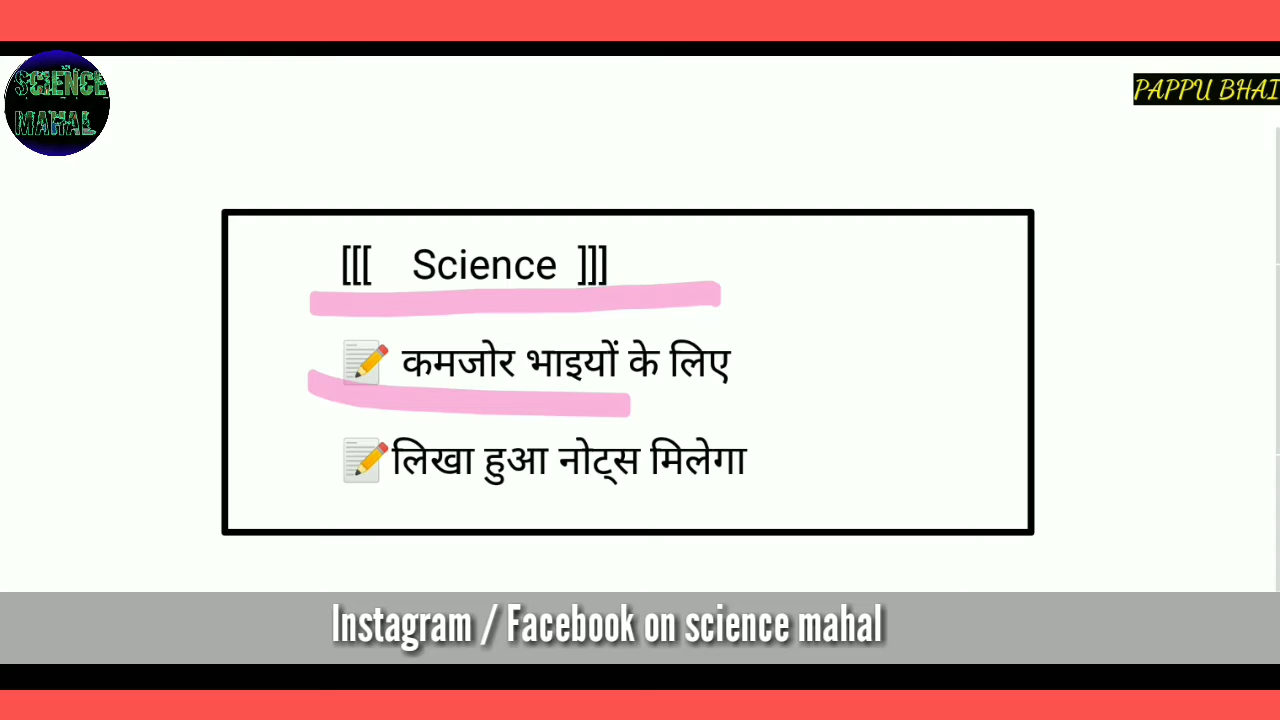 SCIENCE
MAHAL
PAPPU BHAI
[[[ Science ]]]
📝 कमजोर भाइयों के लिए
📝लिखा हुआ नोट्स मिलेगा
Instagram / Facebook on science mahal